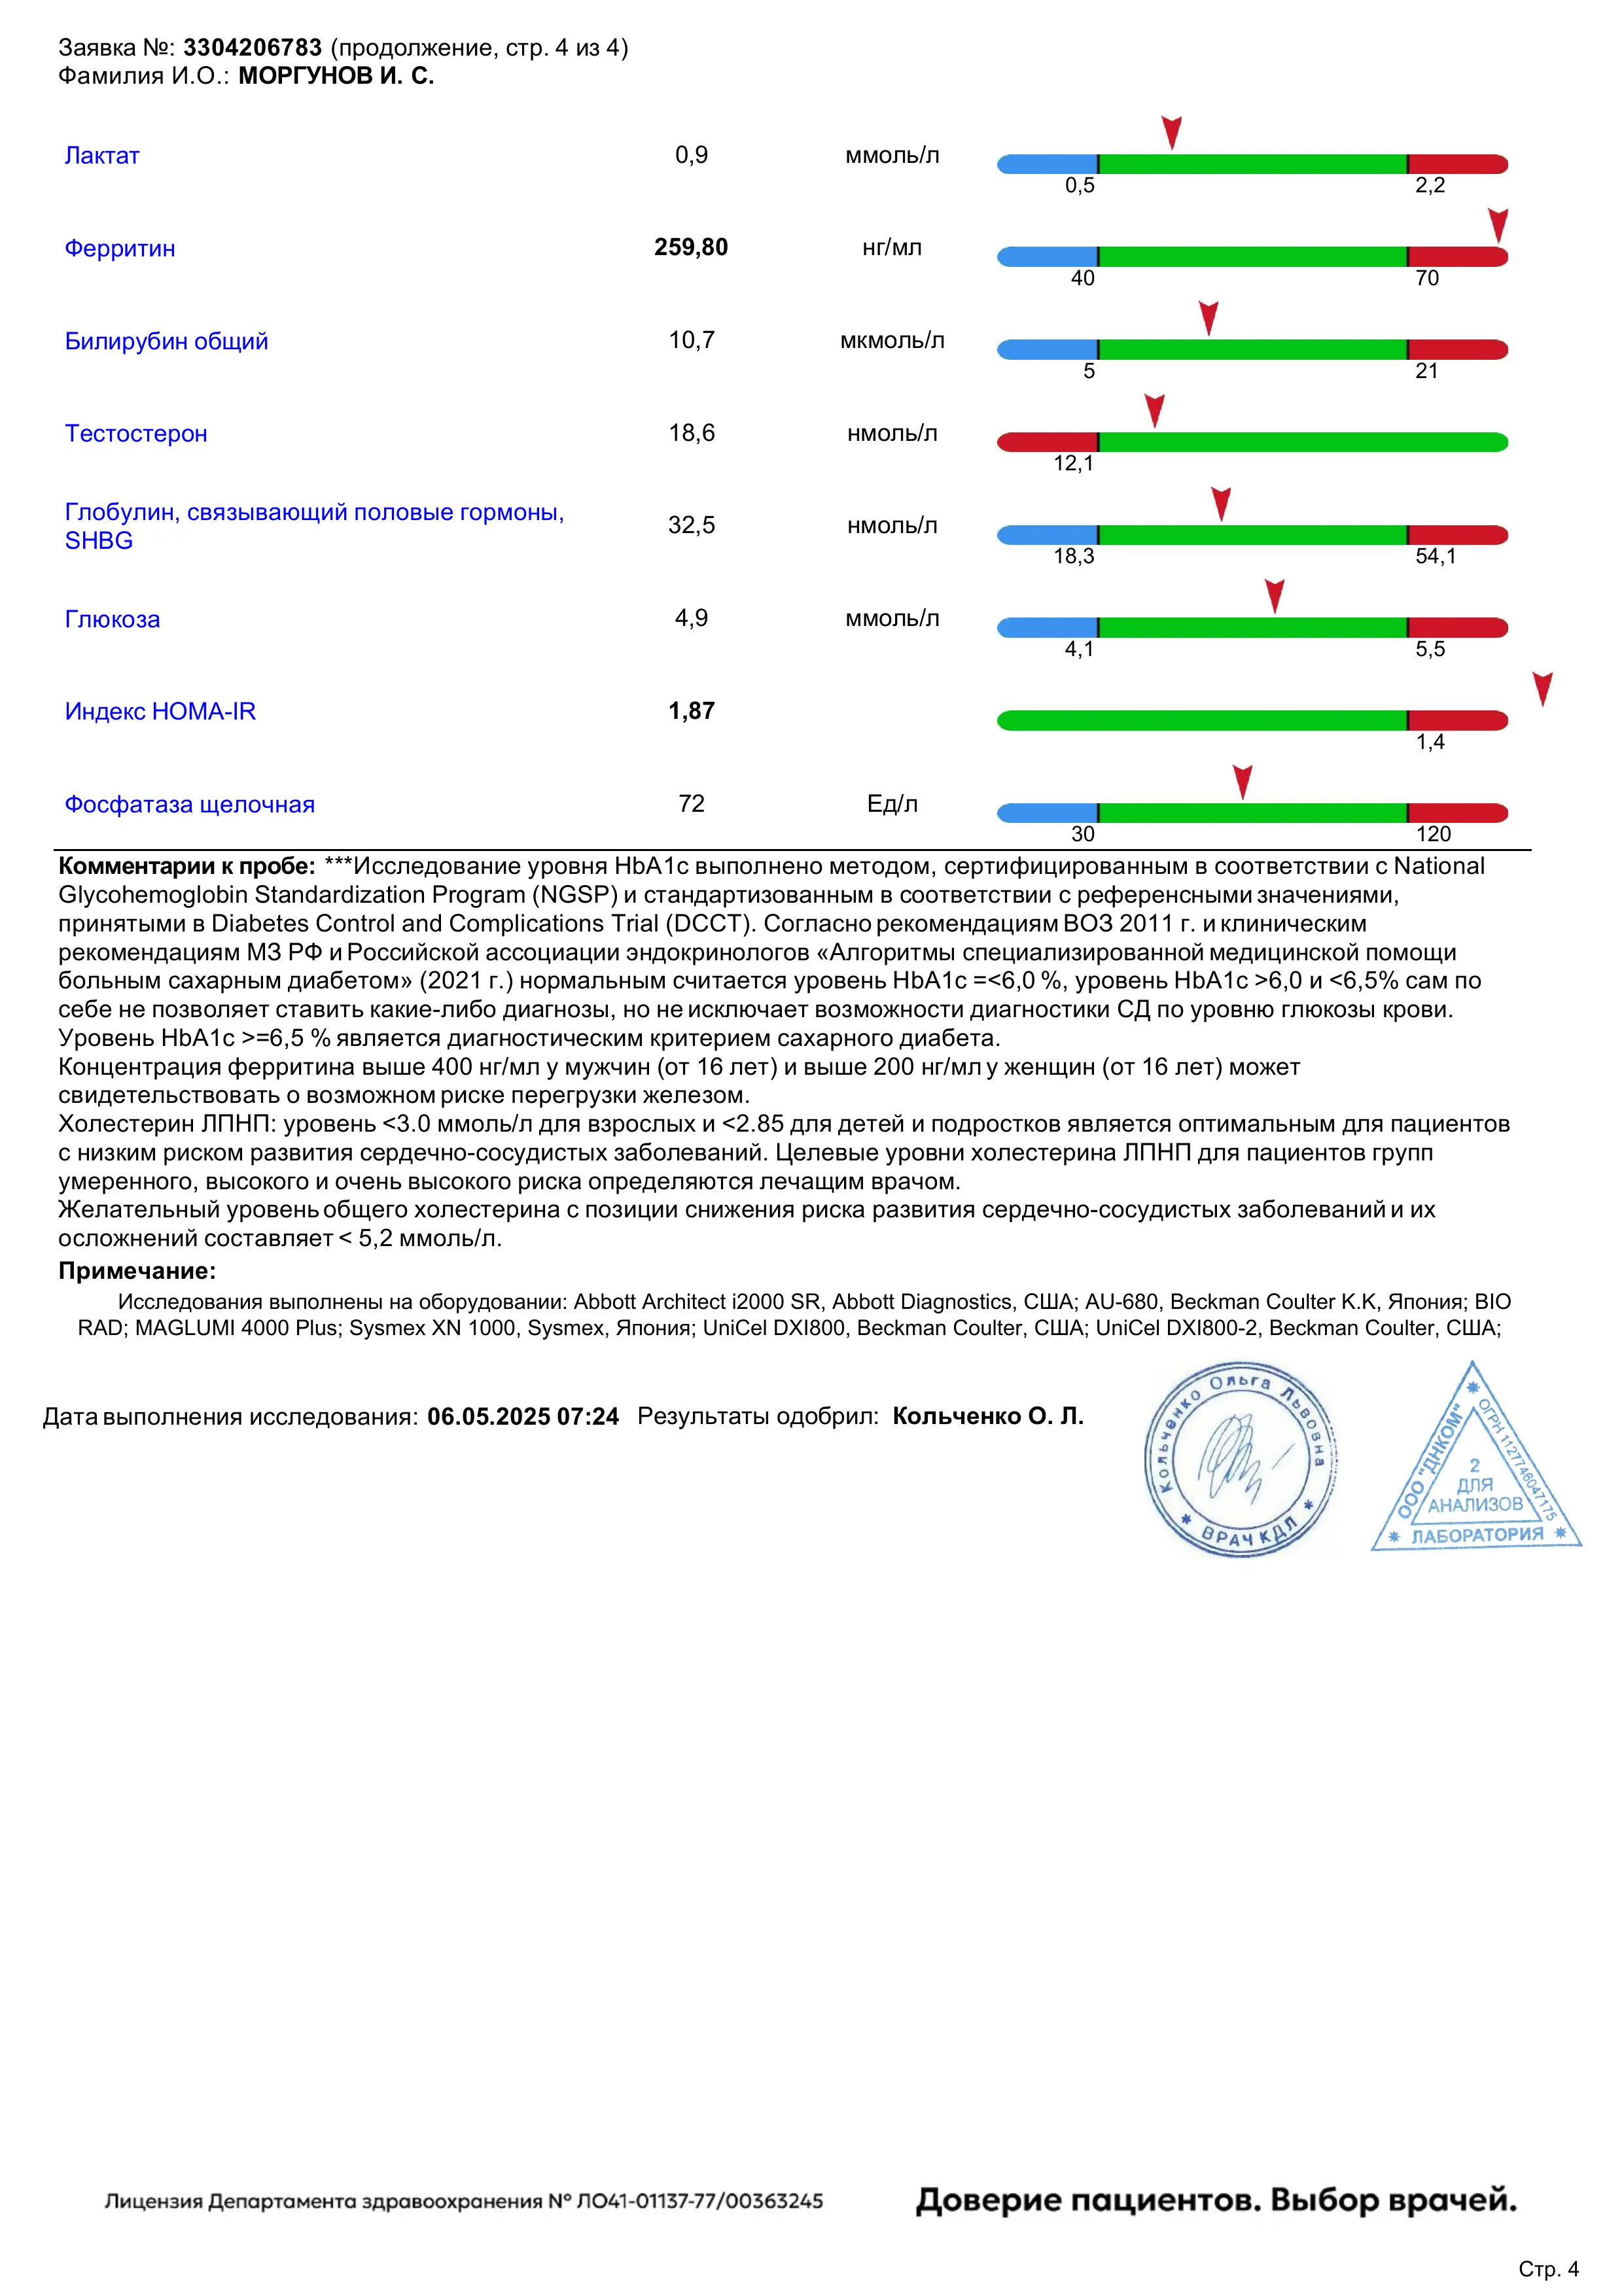 Заявка №: 3304206783 (продолжение, стр. 4 из 4)
Фамилия И.О.: МОРГУНОВ И. С.
Лактат 0,9 ммоль/л
0,5 2,2
Ферритин 259,80 нг/мл
40 70
Билирубин общий 10,7 мкмоль/л
5 21
Тестостерон 18,6 нмоль/л
12,1
Глобулин, связывающий половые гормоны,
SHBG 32,5 нмоль/л
18,3 54,1
Глюкоза 4,9 ммоль/л
4,1 5,5
Индекс HOMA-IR 1,87
1,4
Фосфатаза щелочная 72 Ед/л
30 120
Комментарии к пробе: ***Исследование уровня HbA1c выполнено методом, сертифицированным в соответствии с National
Glycohemoglobin Standardization Program (NGSP) и стандартизованным в соответствии с референсными значениями,
принятыми в Diabetes Control and Complications Trial (DCCT). Согласно рекомендациям ВОЗ 2011 г. и клиническим
рекомендациям МЗ РФ и Российской ассоциации эндокринологов «Алгоритмы специализированной медицинской помощи
больным сахарным диабетом» (2021 г.) нормальным считается уровень HbA1c =<6,0 %, уровень HbA1c >6,0 и <6,5% сам по
себе не позволяет ставить какие-либо диагнозы, но не исключает возможности диагностики СД по уровню глюкозы крови.
Уровень HbA1c >=6,5 % является диагностическим критерием сахарного диабета.
Концентрация ферритина выше 400 нг/мл у мужчин (от 16 лет) и выше 200 нг/мл у женщин (от 16 лет) может
свидетельствовать о возможном риске перегрузки железом.
Холестерин ЛПНП: уровень <3.0 ммоль/л для взрослых и <2.85 для детей и подростков является оптимальным для пациентов
с низким риском развития сердечно-сосудистых заболеваний. Целевые уровни холестерина ЛПНП для пациентов групп
умеренного, высокого и очень высокого риска определяются лечащим врачом.
Желательный уровень общего холестерина с позиции снижения риска развития сердечно-сосудистых заболеваний и их
осложнений составляет < 5,2 ммоль/л.
Примечание:
Исследования выполнены на оборудовании: Abbott Architect i2000 SR, Abbott Diagnostics, США; AU-680, Beckman Coulter K.K, Япония; BIO
RAD; MAGLUMI 4000 Plus; Sysmex XN 1000, Sysmex, Япония; UniCel DXI800, Beckman Coulter, США; UniCel DXI800-2, Beckman Coulter, США;
Дата выполнения исследования: 06.05.2025 07:24 Результаты одобрил: Кольченко О. Л.
Кольченко Ольга Львовна
* ВРАЧ КДЛ *
ООО "ДНКОМ"
ОГРН 1127746047175
2
ДЛЯ
АНАЛИЗОВ
* ЛАБОРАТОРИЯ *
Лицензия Департамента здравоохранения № ЛО41-01137-77/00363245
Доверие пациентов. Выбор врачей.
Стр. 4